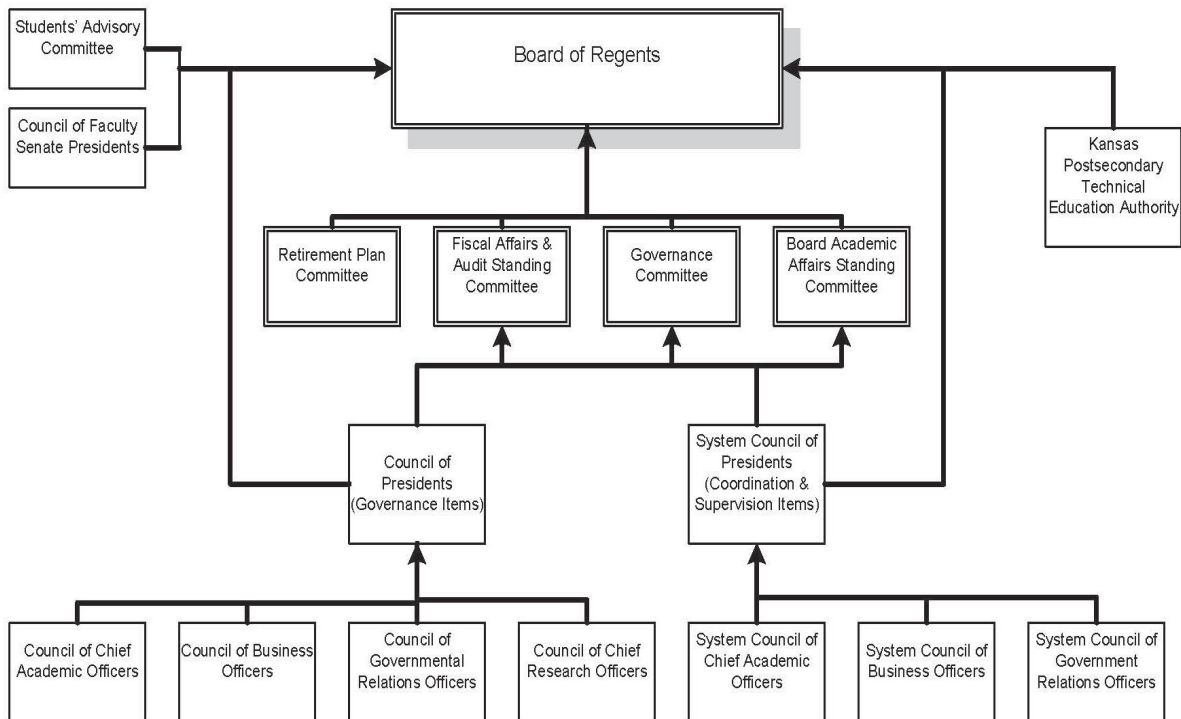 Students' Advisory
Committee
Board of Regents
Council of Faculty
Senate Presidents
Kansas
Postsecondary
Technical
Education Authority
Retirement Plan
Committee
Fiscal Affairs &
Audit Standing
Committee
Governance
Committee
Board Academic
Affairs Standing
Committee
Council of
Presidents
(Governance Items)
System Council of
Presidents
(Coordination &
Supervision Items)
Council of Chief
Academic Officers
Council of Business
Officers
Council of
Governmental
Relations Officers
Council of Chief
Research Officers
System Council of
Chief Academic
Officers
System Council of
Business Officers
System Council of
Government
Relations Officers